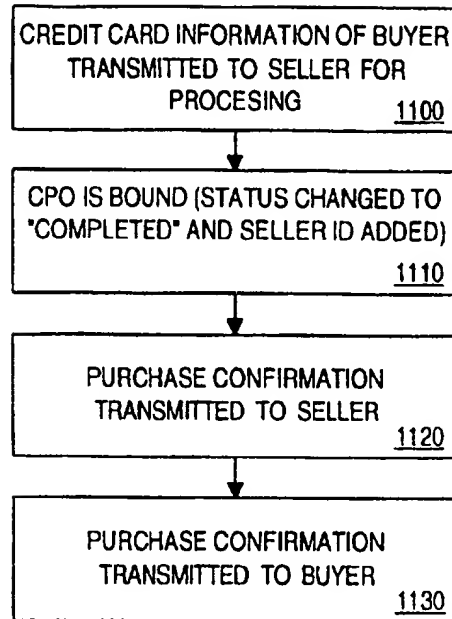 CREDIT CARD INFORMATION OF BUYER
TRANSMITTED TO SELLER FOR
PROCESING
1100
CPO IS BOUND (STATUS CHANGED TO
"COMPLETED" AND SELLER ID ADDED)
1110
PURCHASE CONFIRMATION
TRANSMITTED TO SELLER
1120
PURCHASE CONFIRMATION
TRANSMITTED TO BUYER
1130